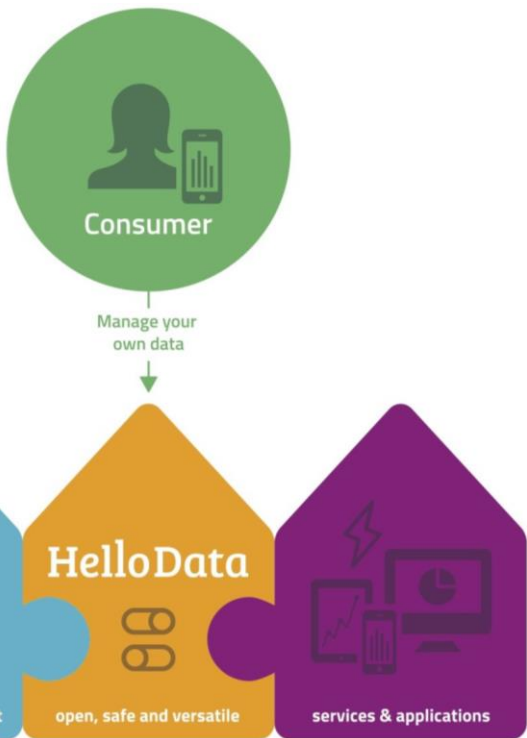 Consumer
Manage your
own data
HelloData
open, safe and versatile
services & applications